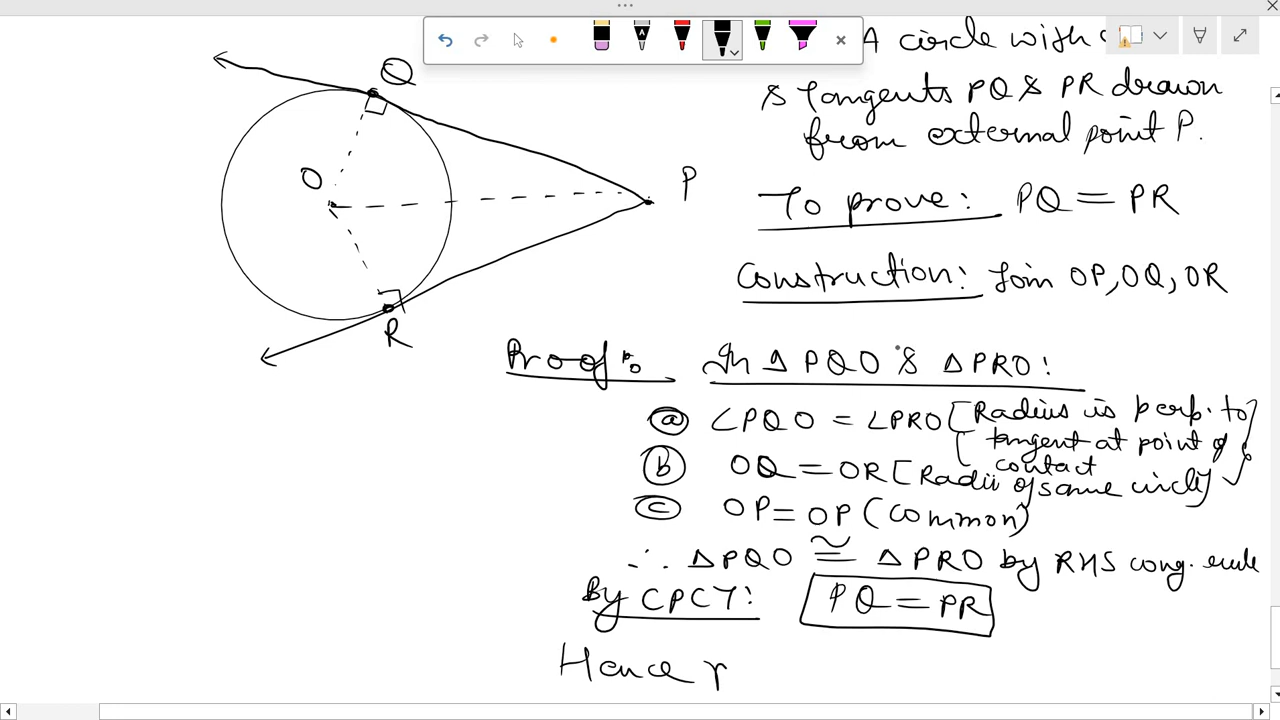 A circle with
& Tangents PQ & PR drawn
from external point P.
To prove: PQ = PR
Construction: Join OP, OQ, OR
Q
O
P
R
Proof: In Δ PQO & Δ PRO:
(a) ∠PQO = ∠PRO [Radius is perp. to
tangent at point of
contact
(b) OQ = OR [Radii of same circle]
(c) OP = OP (common)
∴ Δ PQO ≅ Δ PRO by RHS cong. rule
By CPCT: PQ = PR
Hence